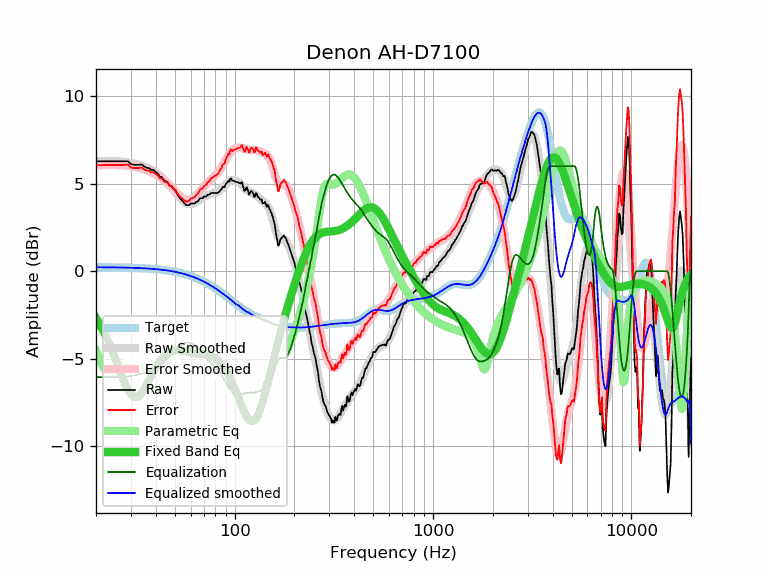 Denon AH-D7100
Amplitude (dBr)
10
5
0
−5
−10
Target
Raw Smoothed
Error Smoothed
Raw
Error
Parametric Eq
Fixed Band Eq
Equalization
Equalized smoothed
100
1000
10000
Frequency (Hz)